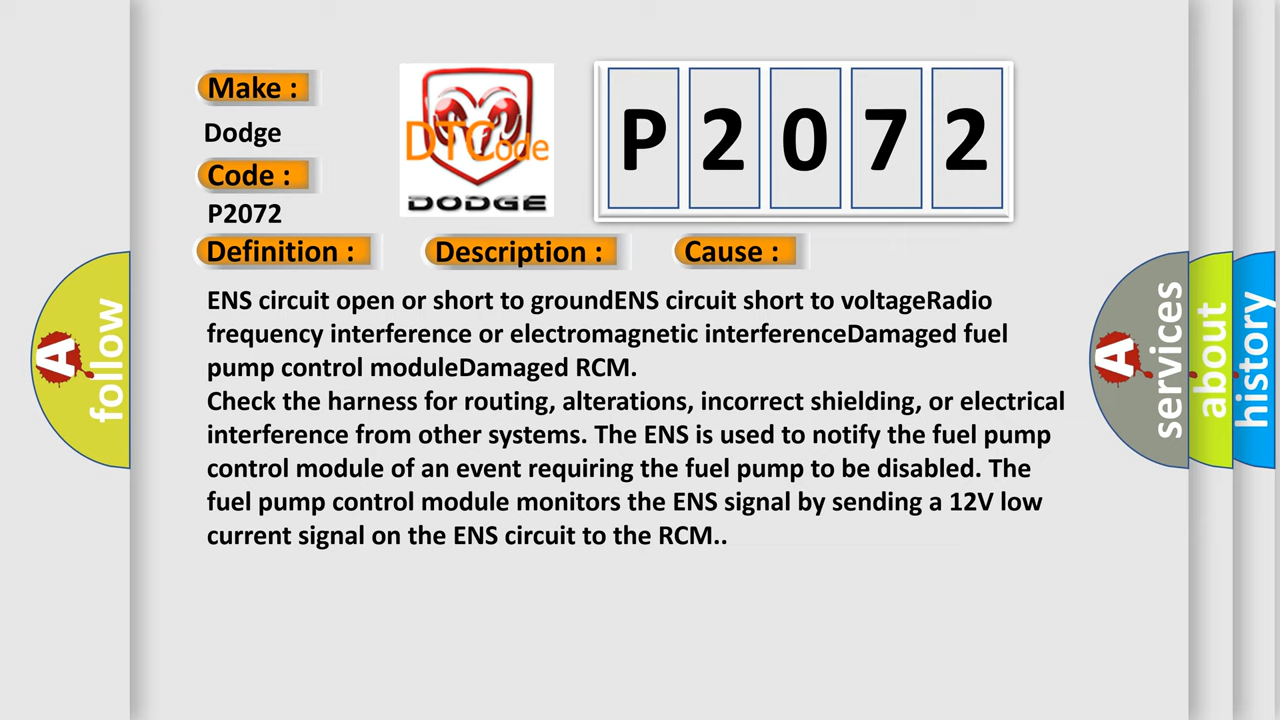 Make :
Dodge
Code :
P2072
DTCode
DODGE
P 2 0 7 2
Definition :
Description :
Cause :
ENS circuit open or short to groundENS circuit short to voltageRadio
frequency interference or electromagnetic interferenceDamaged fuel
pump control moduleDamaged RCM.
Check the harness for routing, alterations, incorrect shielding, or electrical
interference from other systems. The ENS is used to notify the fuel pump
control module of an event requiring the fuel pump to be disabled. The
fuel pump control module monitors the ENS signal by sending a 12V low
current signal on the ENS circuit to the RCM..
A
follow
A
services
about
history